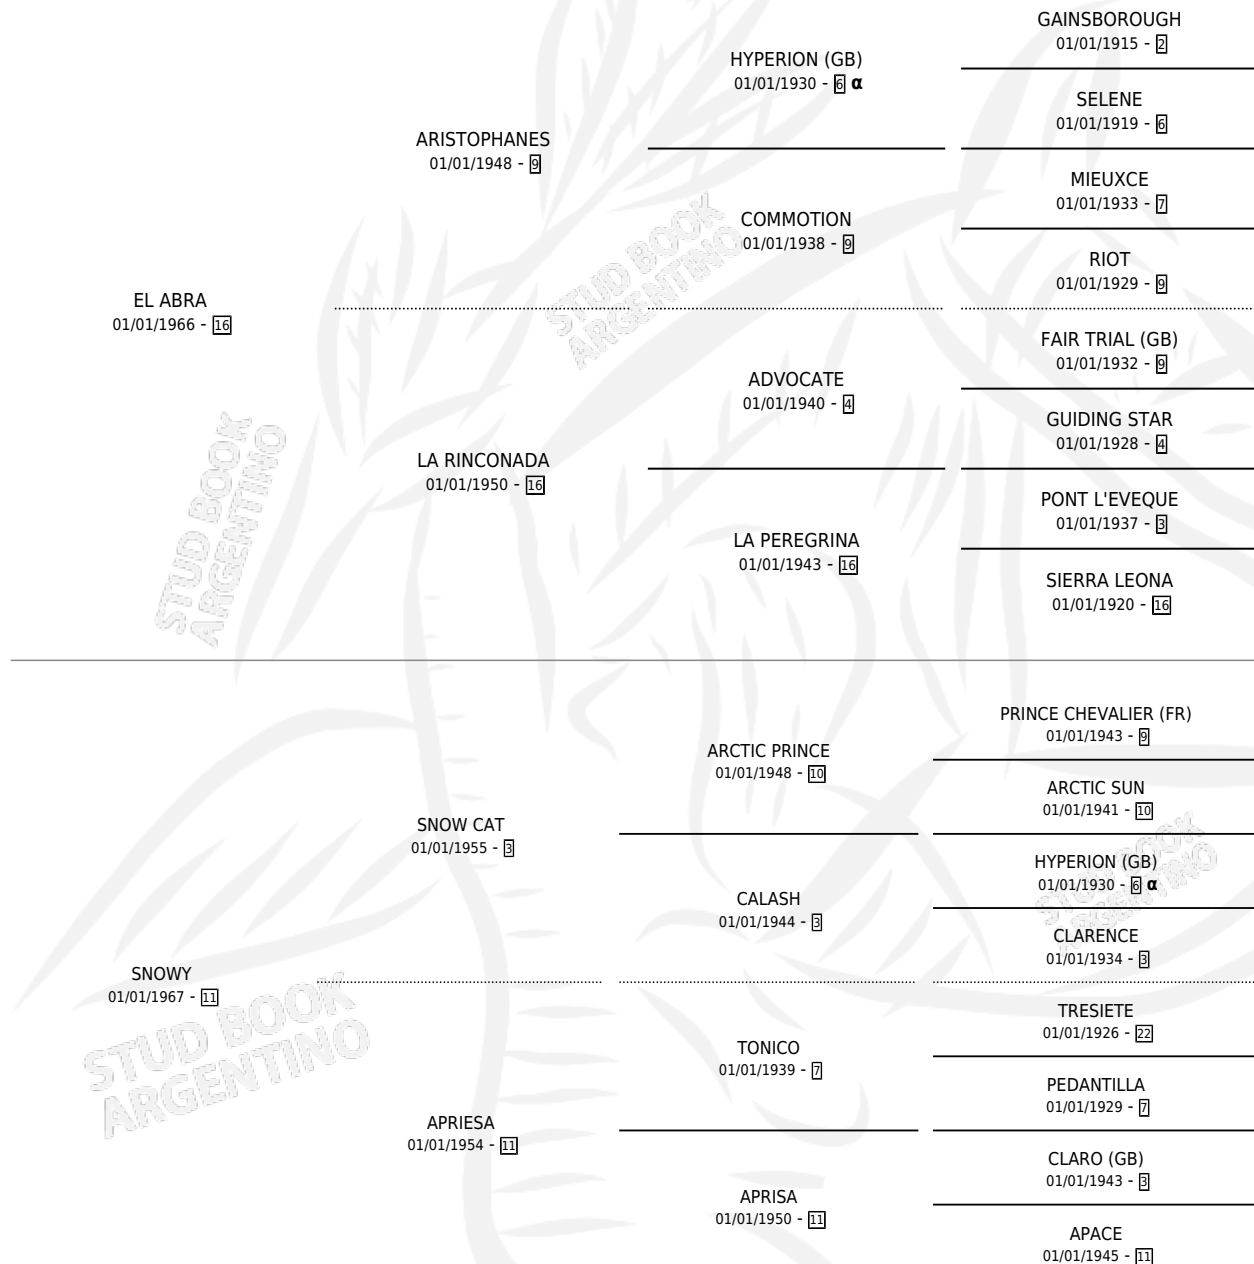 GAINSBOROUGH
01/01/1915 - 2
HYPERION (GB)
01/01/1930 - 6 α
SELENE
01/01/1919 - 6
ARISTOPHANES
01/01/1948 - 9
MIEUXCE
01/01/1933 - 7
COMMOTION
01/01/1938 - 9
RIOT
01/01/1929 - 9
EL ABRA
01/01/1966 - 16
STUD BOOK
ARGENTINO
FAIR TRIAL (GB)
01/01/1932 - 9
ADVOCATE
01/01/1940 - 4
GUIDING STAR
01/01/1928 - 4
LA RINCONADA
01/01/1950 - 16
PONT L'EVEQUE
01/01/1937 - 3
LA PEREGRINA
01/01/1943 - 16
SIERRA LEONA
01/01/1920 - 16
STUD BOOK
ARGENTINO
PRINCE CHEVALIER (FR)
01/01/1943 - 9
ARCTIC PRINCE
01/01/1948 - 10
ARCTIC SUN
01/01/1941 - 10
SNOW CAT
01/01/1955 - 3
HYPERION (GB)
01/01/1930 - 6 α
STUD BOOK
ARGENTINO
CALASH
01/01/1944 - 3
CLARENCE
01/01/1934 - 3
SNOWY
01/01/1967 - 11
STUD BOOK
ARGENTINO
TRESIETE
01/01/1926 - 22
TONICO
01/01/1939 - 7
PEDANTILLA
01/01/1929 - 7
APRIESA
01/01/1954 - 11
CLARO (GB)
01/01/1943 - 3
APRISA
01/01/1950 - 11
APACE
01/01/1945 - 11